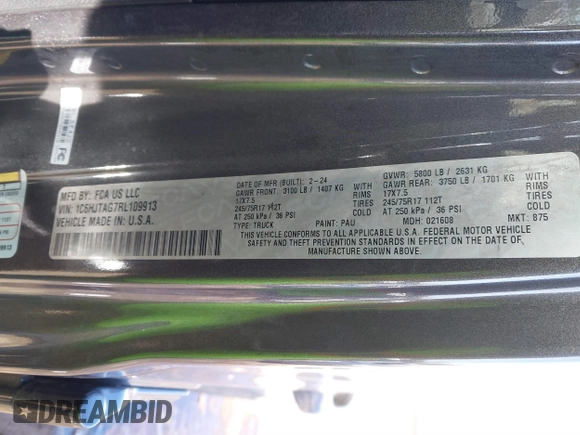 MFD BY: FCA US LLC
VIN: 1C6HJTAG7RL109913
VEHICLE MADE IN U.S.A.
DATE OF MFR (BUILT): 2-24
GAWR FRONT: 3100 LB / 1407 KG
17X7.5 RIMS
245/75R17 112T TIRES
AT 250 kPa / 36 PSI COLD
GVWR: 5800 LB / 2631 KG
GAWR REAR: 3750 LB / 1701 KG
17X7.5 RIMS
245/75R17 112T TIRES
AT 250 kPa / 36 PSI COLD
TYPE: TRUCK PAINT: PAU MDH: 021608 MKT: 875
THIS VEHICLE CONFORMS TO ALL APPLICABLE U.S.A. FEDERAL MOTOR VEHICLE
SAFETY AND THEFT PREVENTION STANDARDS IN EFFECT ON THE DATE OF
MANUFACTURE SHOWN ABOVE.
FC
DREAMBID